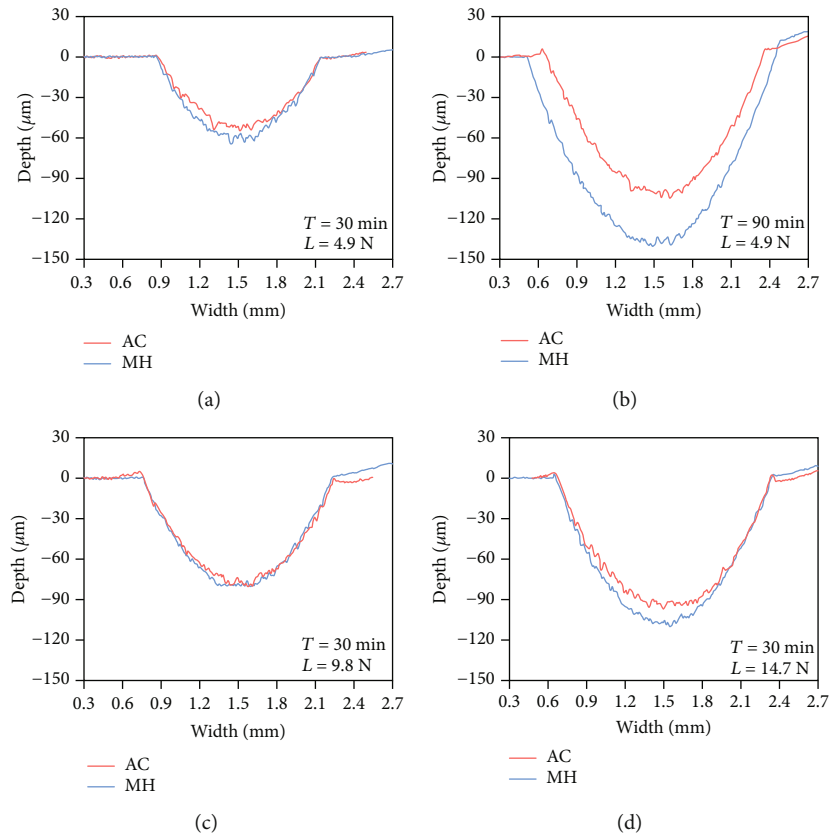 30
0
−30
−60
−90
−120
−150
Depth (μm)
T = 30 min
L = 4.9 N
0.3 0.6 0.9 1.2 1.5 1.8 2.1 2.4 2.7
Width (mm)
AC
MH
(a)
30
0
−30
−60
−90
−120
−150
Depth (μm)
T = 90 min
L = 4.9 N
0.3 0.6 0.9 1.2 1.5 1.8 2.1 2.4 2.7
Width (mm)
AC
MH
(b)
30
0
−30
−60
−90
−120
−150
Depth (μm)
T = 30 min
L = 9.8 N
0.3 0.6 0.9 1.2 1.5 1.8 2.1 2.4 2.7
Width (mm)
AC
MH
(c)
30
0
−30
−60
−90
−120
−150
Depth (μm)
T = 30 min
L = 14.7 N
0.3 0.6 0.9 1.2 1.5 1.8 2.1 2.4 2.7
Width (mm)
AC
MH
(d)